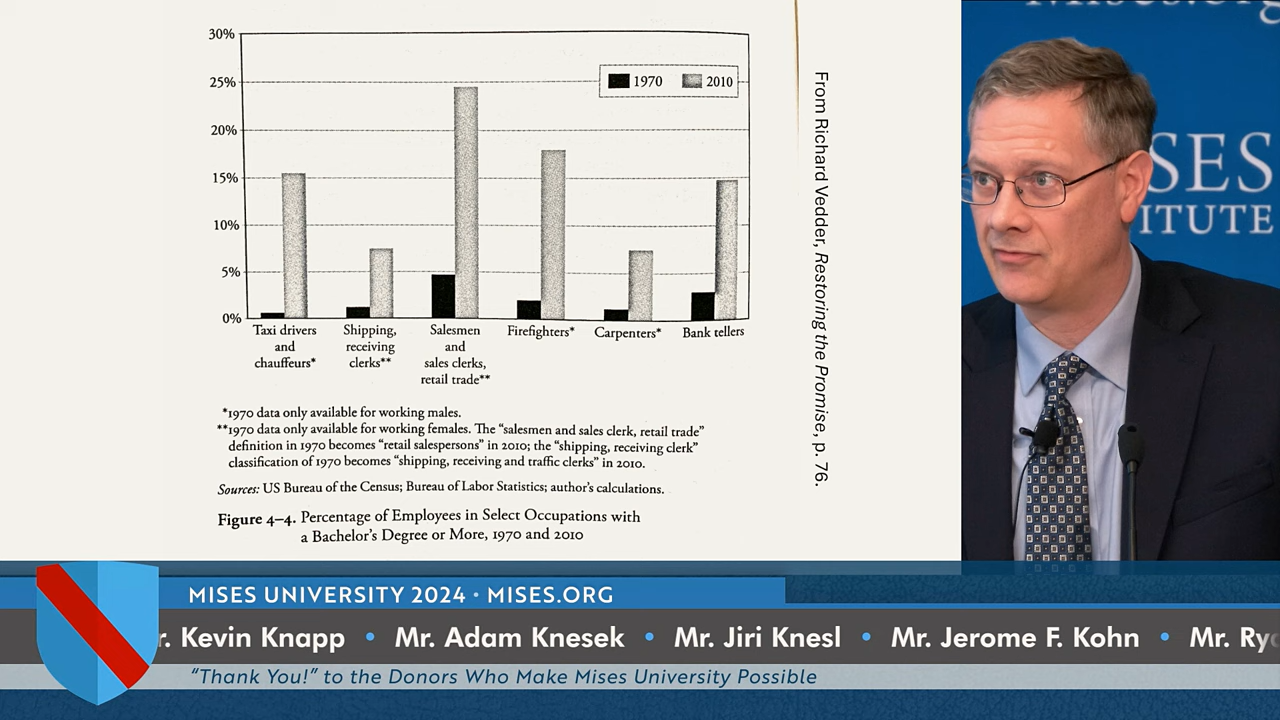 30%
25%
20%
15%
10%
5%
0%
1970
2010
Taxi drivers
and
chauffeurs*
Shipping,
receiving
clerks**
Salesmen
and
sales clerks,
retail trade**
Firefighters*
Carpenters*
Bank tellers
*1970 data only available for working males.
**1970 data only available for working females. The “salesmen and sales clerk, retail trade”
definition in 1970 becomes “retail salespersons” in 2010; the “shipping, receiving clerk”
classification of 1970 becomes “shipping, receiving and traffic clerks” in 2010.
Sources: US Bureau of the Census; Bureau of Labor Statistics; author’s calculations.
Figure 4–4. Percentage of Employees in Select Occupations with
a Bachelor’s Degree or More, 1970 and 2010
From Richard Vedder, Restoring the Promise, p. 76.
SES
ITUTE
MISES UNIVERSITY 2024 • MISES.ORG
r. Kevin Knapp • Mr. Adam Knesek • Mr. Jiri Knesl • Mr. Jerome F. Kohn • Mr. Ry
“Thank You!” to the Donors Who Make Mises University Possible